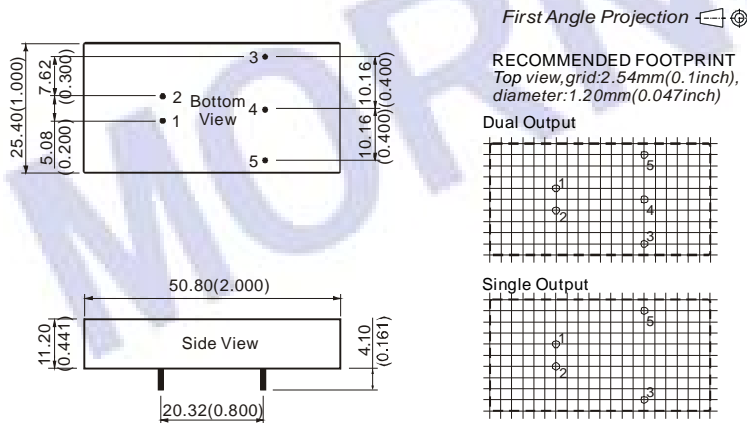 First Angle Projection
RECOMMENDED FOOTPRINT
Top view,grid:2.54mm(0.1inch),
diameter:1.20mm(0.047inch)
Dual Output
1
2
5
4
3
Single Output
1
2
5
3
25.40(1.000)
7.62
(0.300)
5.08
(0.200)
2
1
Bottom
View
3
4
5
10.16
(0.400)
10.16
(0.400)
50.80(2.000)
11.20
(0.441)
Side View
4.10
(0.161)
20.32(0.800)
MORN